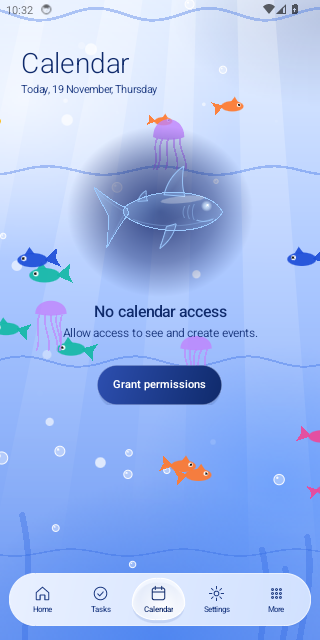 10:32
Calendar
Today, 19 November, Thursday
No calendar access
Allow access to see and create events.
Grant permissions
Home
Tasks
Calendar
Settings
More